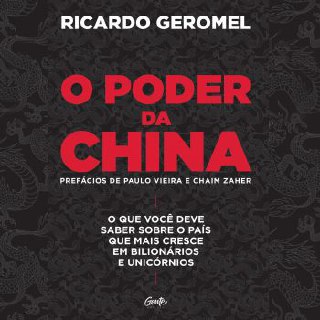 RICARDO GEROMEL
O PODER
DA
CHINA
PREFÁCIOS DE PAULO VIEIRA E CHAIM ZAHER
O QUE VOCÊ DEVE
SABER SOBRE O PAÍS
QUE MAIS CRESCE
EM BILIONÁRIOS
E UNICÓRNIOS
Gente